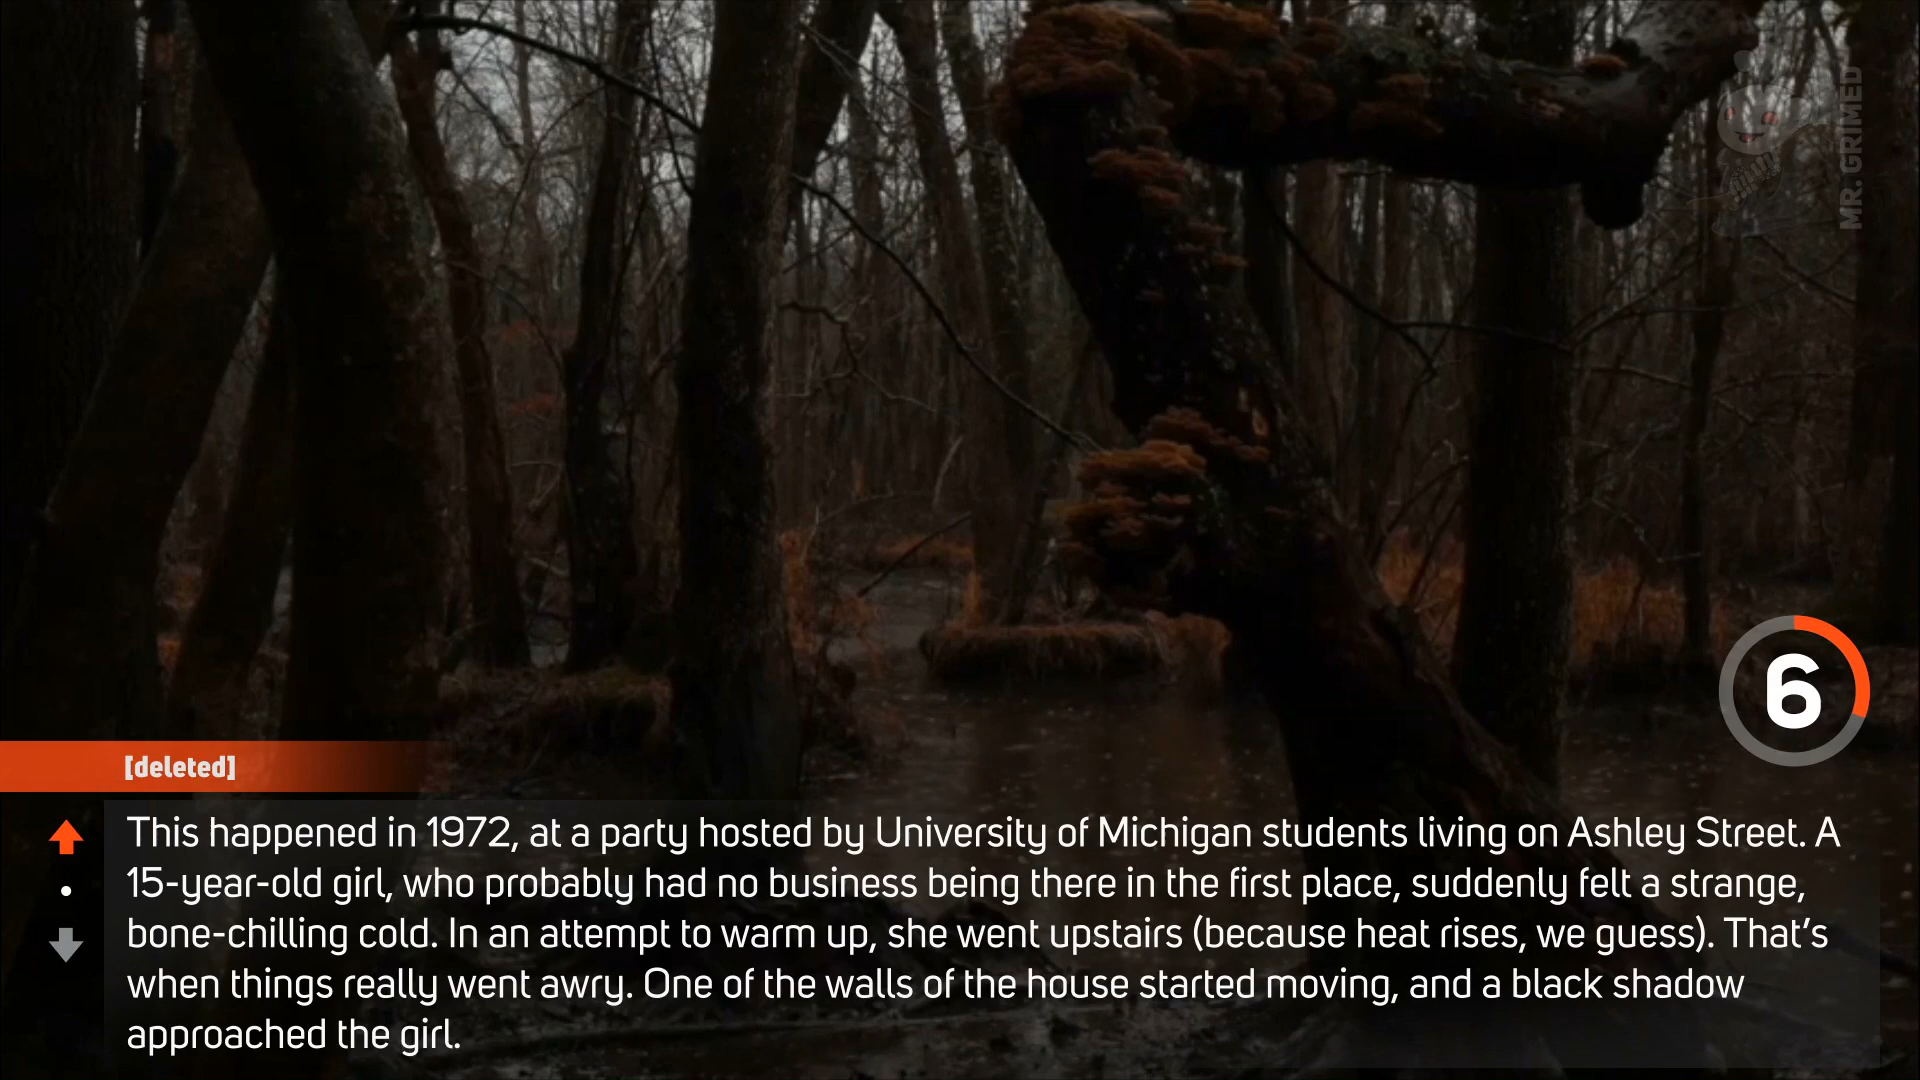 MR. GRIMED
6
[deleted]
This happened in 1972, at a party hosted by University of Michigan students living on Ashley Street. A
15-year-old girl, who probably had no business being there in the first place, suddenly felt a strange,
bone-chilling cold. In an attempt to warm up, she went upstairs (because heat rises, we guess). That's
when things really went awry. One of the walls of the house started moving, and a black shadow
approached the girl.